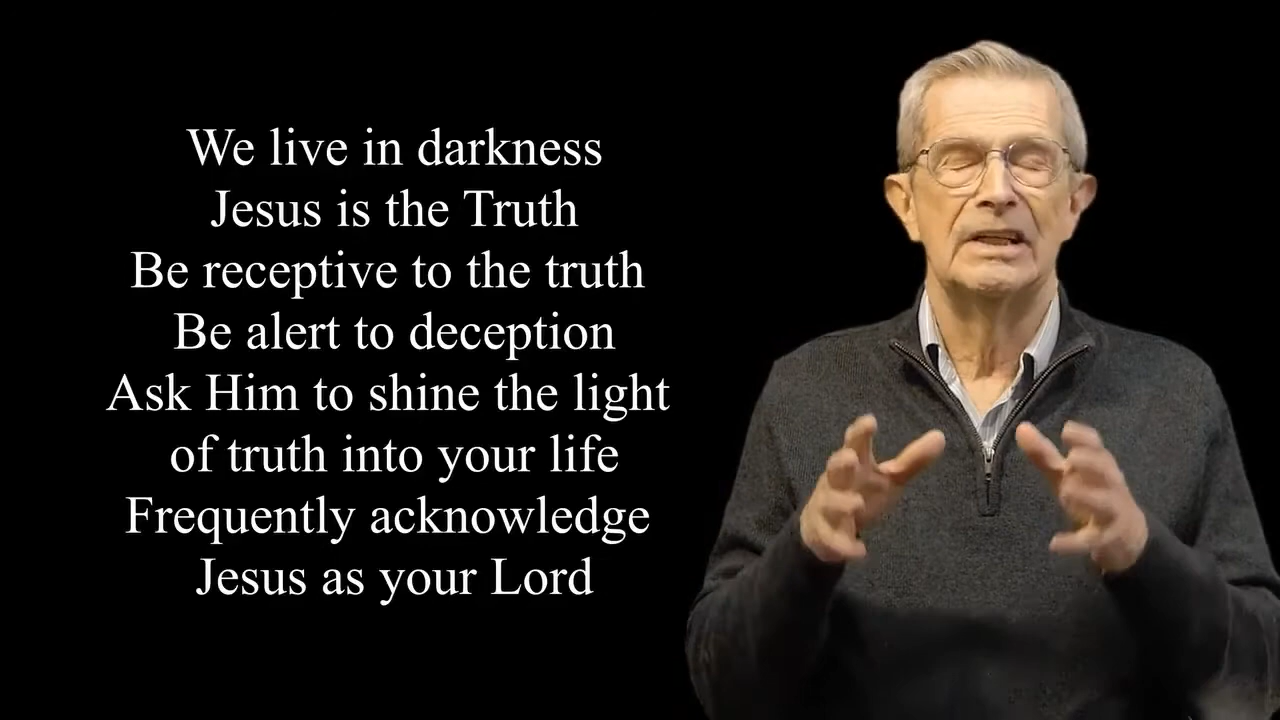 We live in darkness
Jesus is the Truth
Be receptive to the truth
Be alert to deception
Ask Him to shine the light
of truth into your life
Frequently acknowledge
Jesus as your Lord